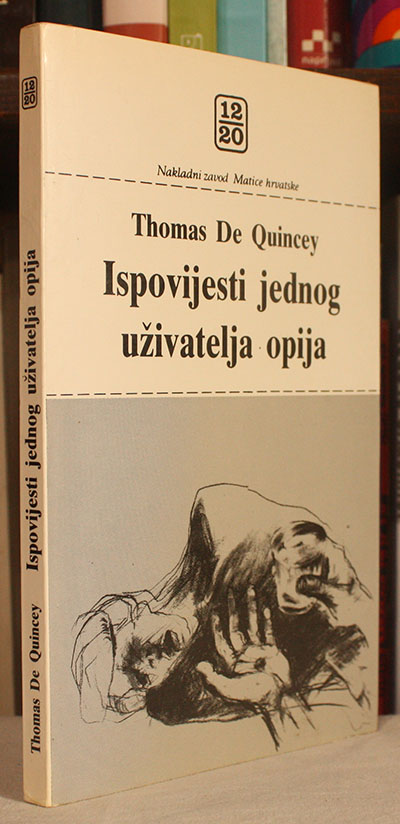 12
20
Nakladni zavod Matice hrvatske
Thomas De Quincey
Ispovijesti jednog
uživatelja opija
12
20
Thomas De Quincey Ispovijesti jednog uživatelja opija